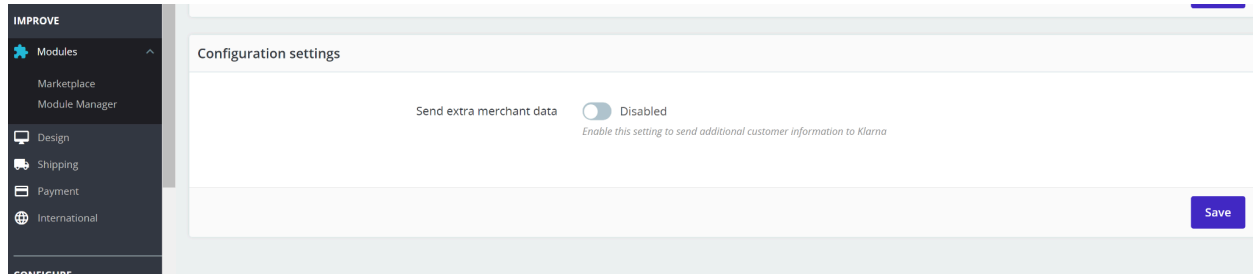 IMPROVE
Modules
Marketplace
Module Manager
Design
Shipping
Payment
International
CONFIGURE
Configuration settings
Send extra merchant data
Disabled
Enable this setting to send additional customer information to Klarna
Save